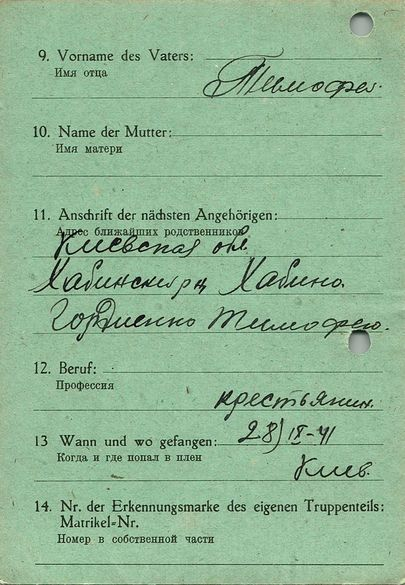 9. Vorname des Vaters:
Имя отца
Тимофей.
10. Name der Mutter:
Имя матери
11. Anschrift der nächsten Angehörigen:
Адрес ближайших родственников
Киевская обл
Хабинский рн Хабино.
Гордиенко Тимофею.
12. Beruf:
Профессия
крестьянин.
13 Wann und wo gefangen: 28) IX-41
Когда и где попал в плен
Киев.
14. Nr. der Erkennungsmarke des eigenen Truppenteils:
Matrikel-Nr.
Номер в собственной части